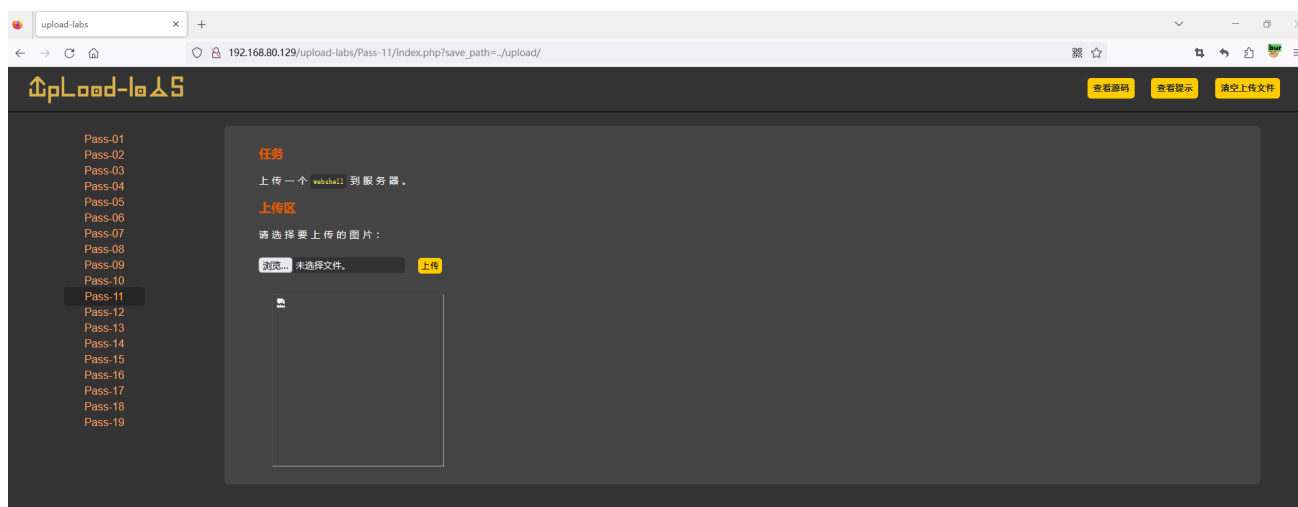 upload-labs
192.168.80.129/upload-labs/Pass-11/index.php?save_path=../upload/
bur
UpLoad-labS
查看源码 查看提示 清空上传文件
Pass-01
Pass-02
Pass-03
Pass-04
Pass-05
Pass-06
Pass-07
Pass-08
Pass-09
Pass-10
Pass-11
Pass-12
Pass-13
Pass-14
Pass-15
Pass-16
Pass-17
Pass-18
Pass-19
任务
上传一个 webshell 到服务器。
上传区
请选择要上传的图片：
浏览... 未选择文件。 上传